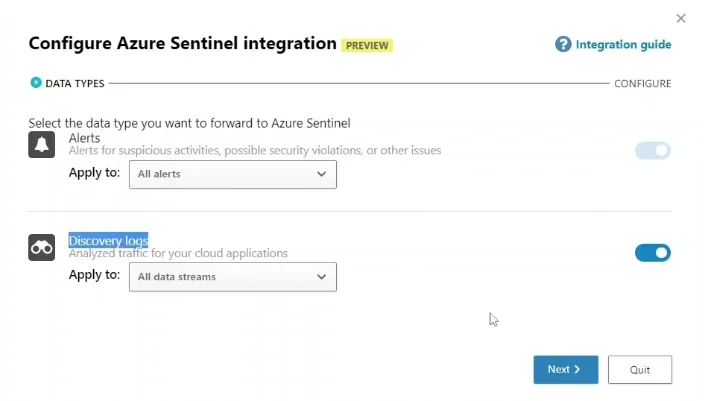 Configure Azure Sentinel integration PREVIEW
Integration guide
DATA TYPES
CONFIGURE
Select the data type you want to forward to Azure Sentinel
Alerts
Alerts for suspicious activities, possible security violations, or other issues
Apply to: All alerts
Discovery logs
Analyzed traffic for your cloud applications
Apply to: All data streams
Next
Quit